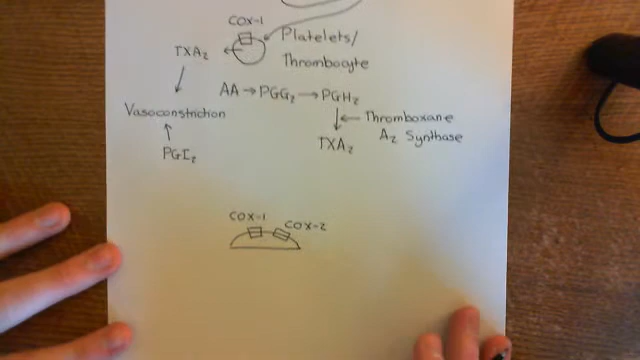 COX-1
Platelets/
Thrombocyte
TXA2
AA → PGG2 → PGH2
Vasoconstriction
Thromboxane
A2 Synthase
TXA2
PGI2
COX-1
COX-2